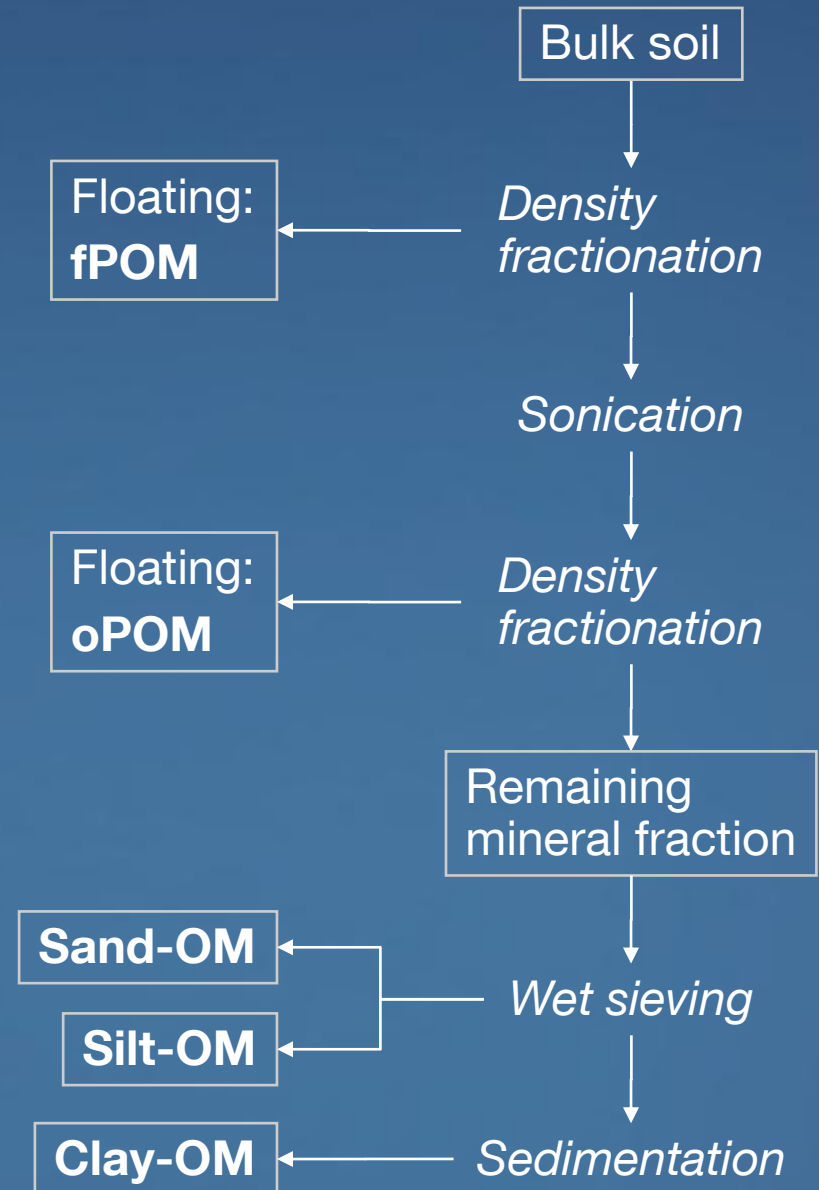 Bulk soil
Floating:
fPOM
Density
fractionation
Sonication
Floating:
oPOM
Density
fractionation
Remaining
mineral fraction
Sand-OM
Silt-OM
Wet sieving
Clay-OM
Sedimentation